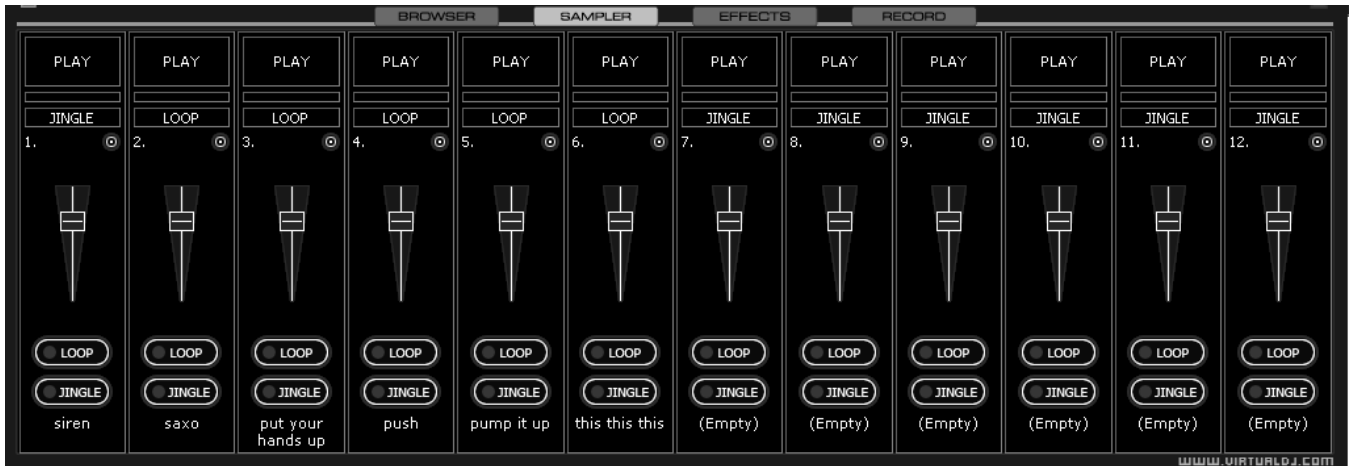 BROWSER SAMPLER EFFECTS RECORD
PLAY PLAY PLAY PLAY PLAY PLAY PLAY PLAY PLAY PLAY PLAY PLAY
JINGLE LOOP LOOP LOOP LOOP LOOP JINGLE JINGLE JINGLE JINGLE JINGLE JINGLE
1. 2. 3. 4. 5. 6. 7. 8. 9. 10. 11. 12.
LOOP LOOP LOOP LOOP LOOP LOOP LOOP LOOP LOOP LOOP LOOP LOOP
JINGLE JINGLE JINGLE JINGLE JINGLE JINGLE JINGLE JINGLE JINGLE JINGLE JINGLE JINGLE
siren saxo put your push pump it up this this this (Empty) (Empty) (Empty) (Empty) (Empty) (Empty)
hands up
WWW.VIRTUALDJ.COM